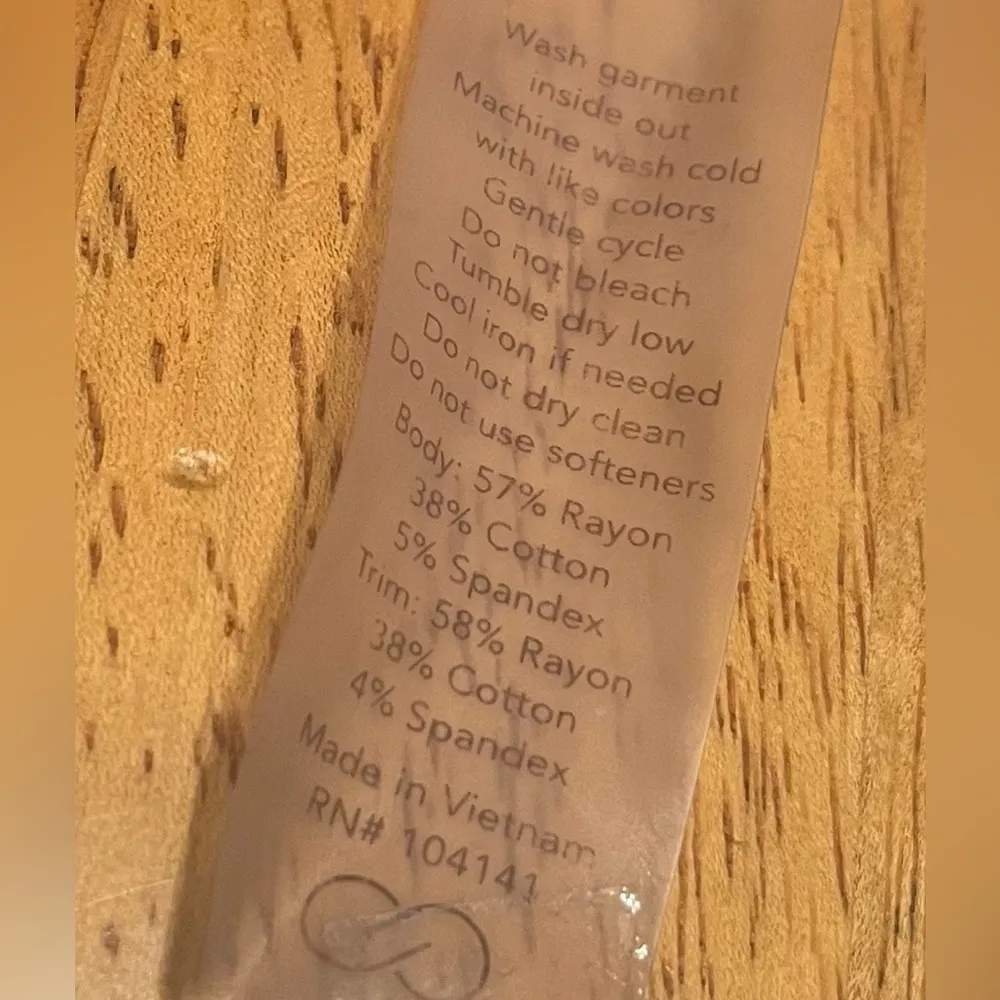 Wash garment
inside out
Machine wash cold
with like colors
Gentle cycle
Do not bleach
Tumble dry low
Cool iron if needed
Do not dry clean
Do not use softeners
Body: 57% Rayon
38% Cotton
5% Spandex
Trim: 58% Rayon
38% Cotton
4% Spandex
Made in Vietnam
RN# 104141